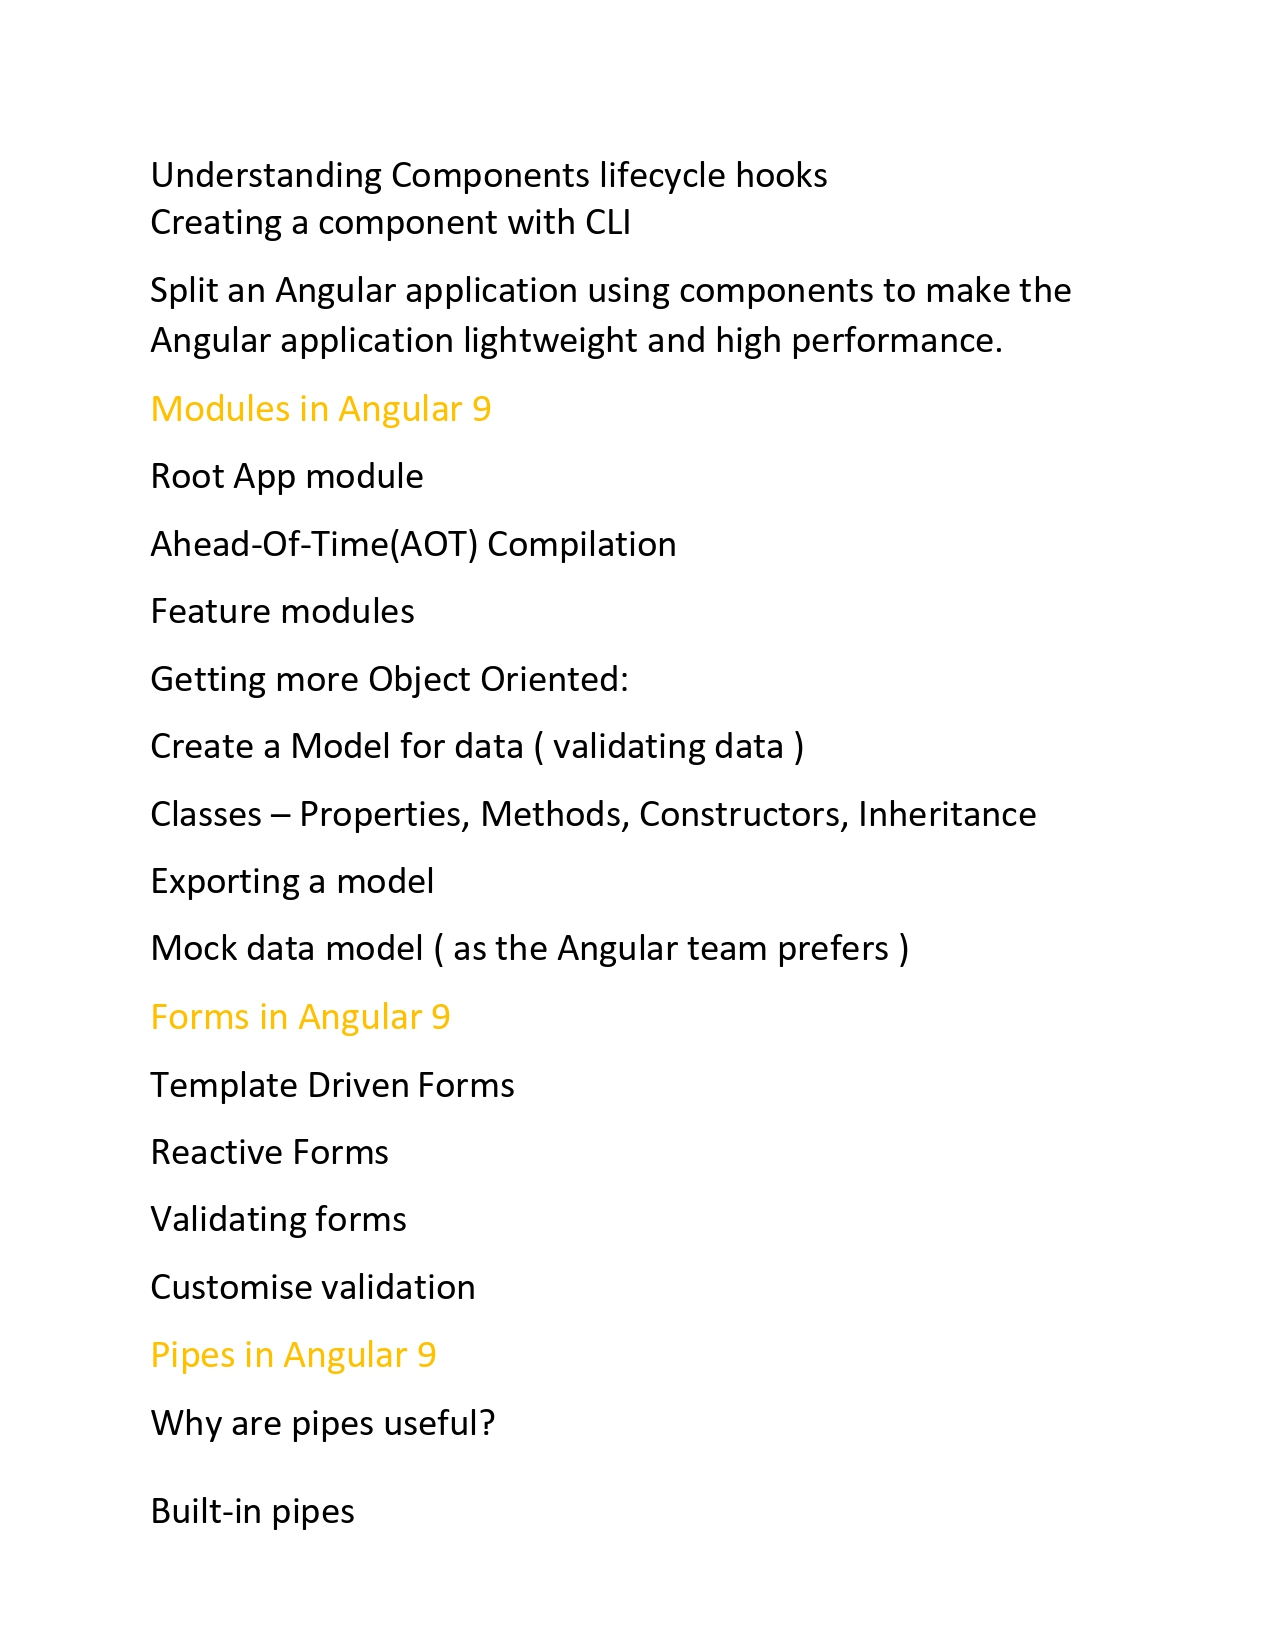 Understanding Components lifecycle hooks
Creating a component with CLI
Split an Angular application using components to make the
Angular application lightweight and high performance.
Modules in Angular 9
Root App module
Ahead-Of-Time(AOT) Compilation
Feature modules
Getting more Object Oriented:
Create a Model for data ( validating data )
Classes – Properties, Methods, Constructors, Inheritance
Exporting a model
Mock data model ( as the Angular team prefers )
Forms in Angular 9
Template Driven Forms
Reactive Forms
Validating forms
Customise validation
Pipes in Angular 9
Why are pipes useful?
Built-in pipes